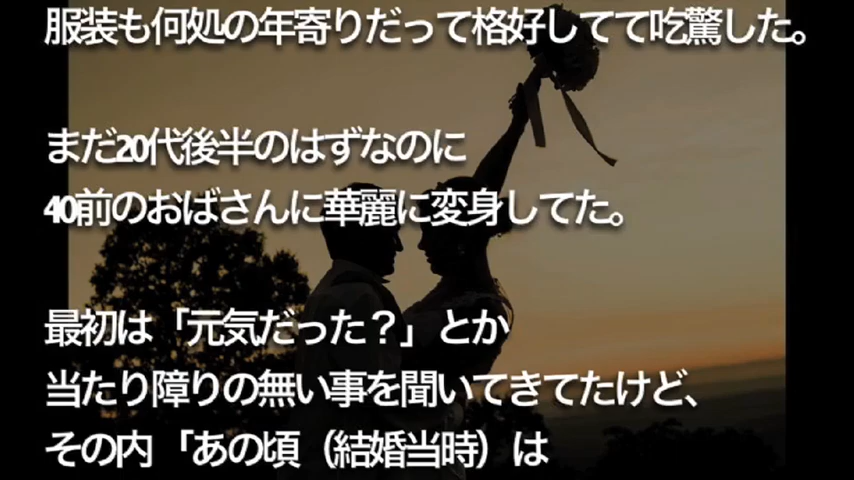 服装も何処の年寄りだって格好してて吃驚した。
まだ20代後半のはずなのに
40前のおばさんに華麗に変身してた。
最初は「元気だった？」とか
当たり障りの無い事を聞いてきてたけど、
その内「あの頃（結婚当時）は